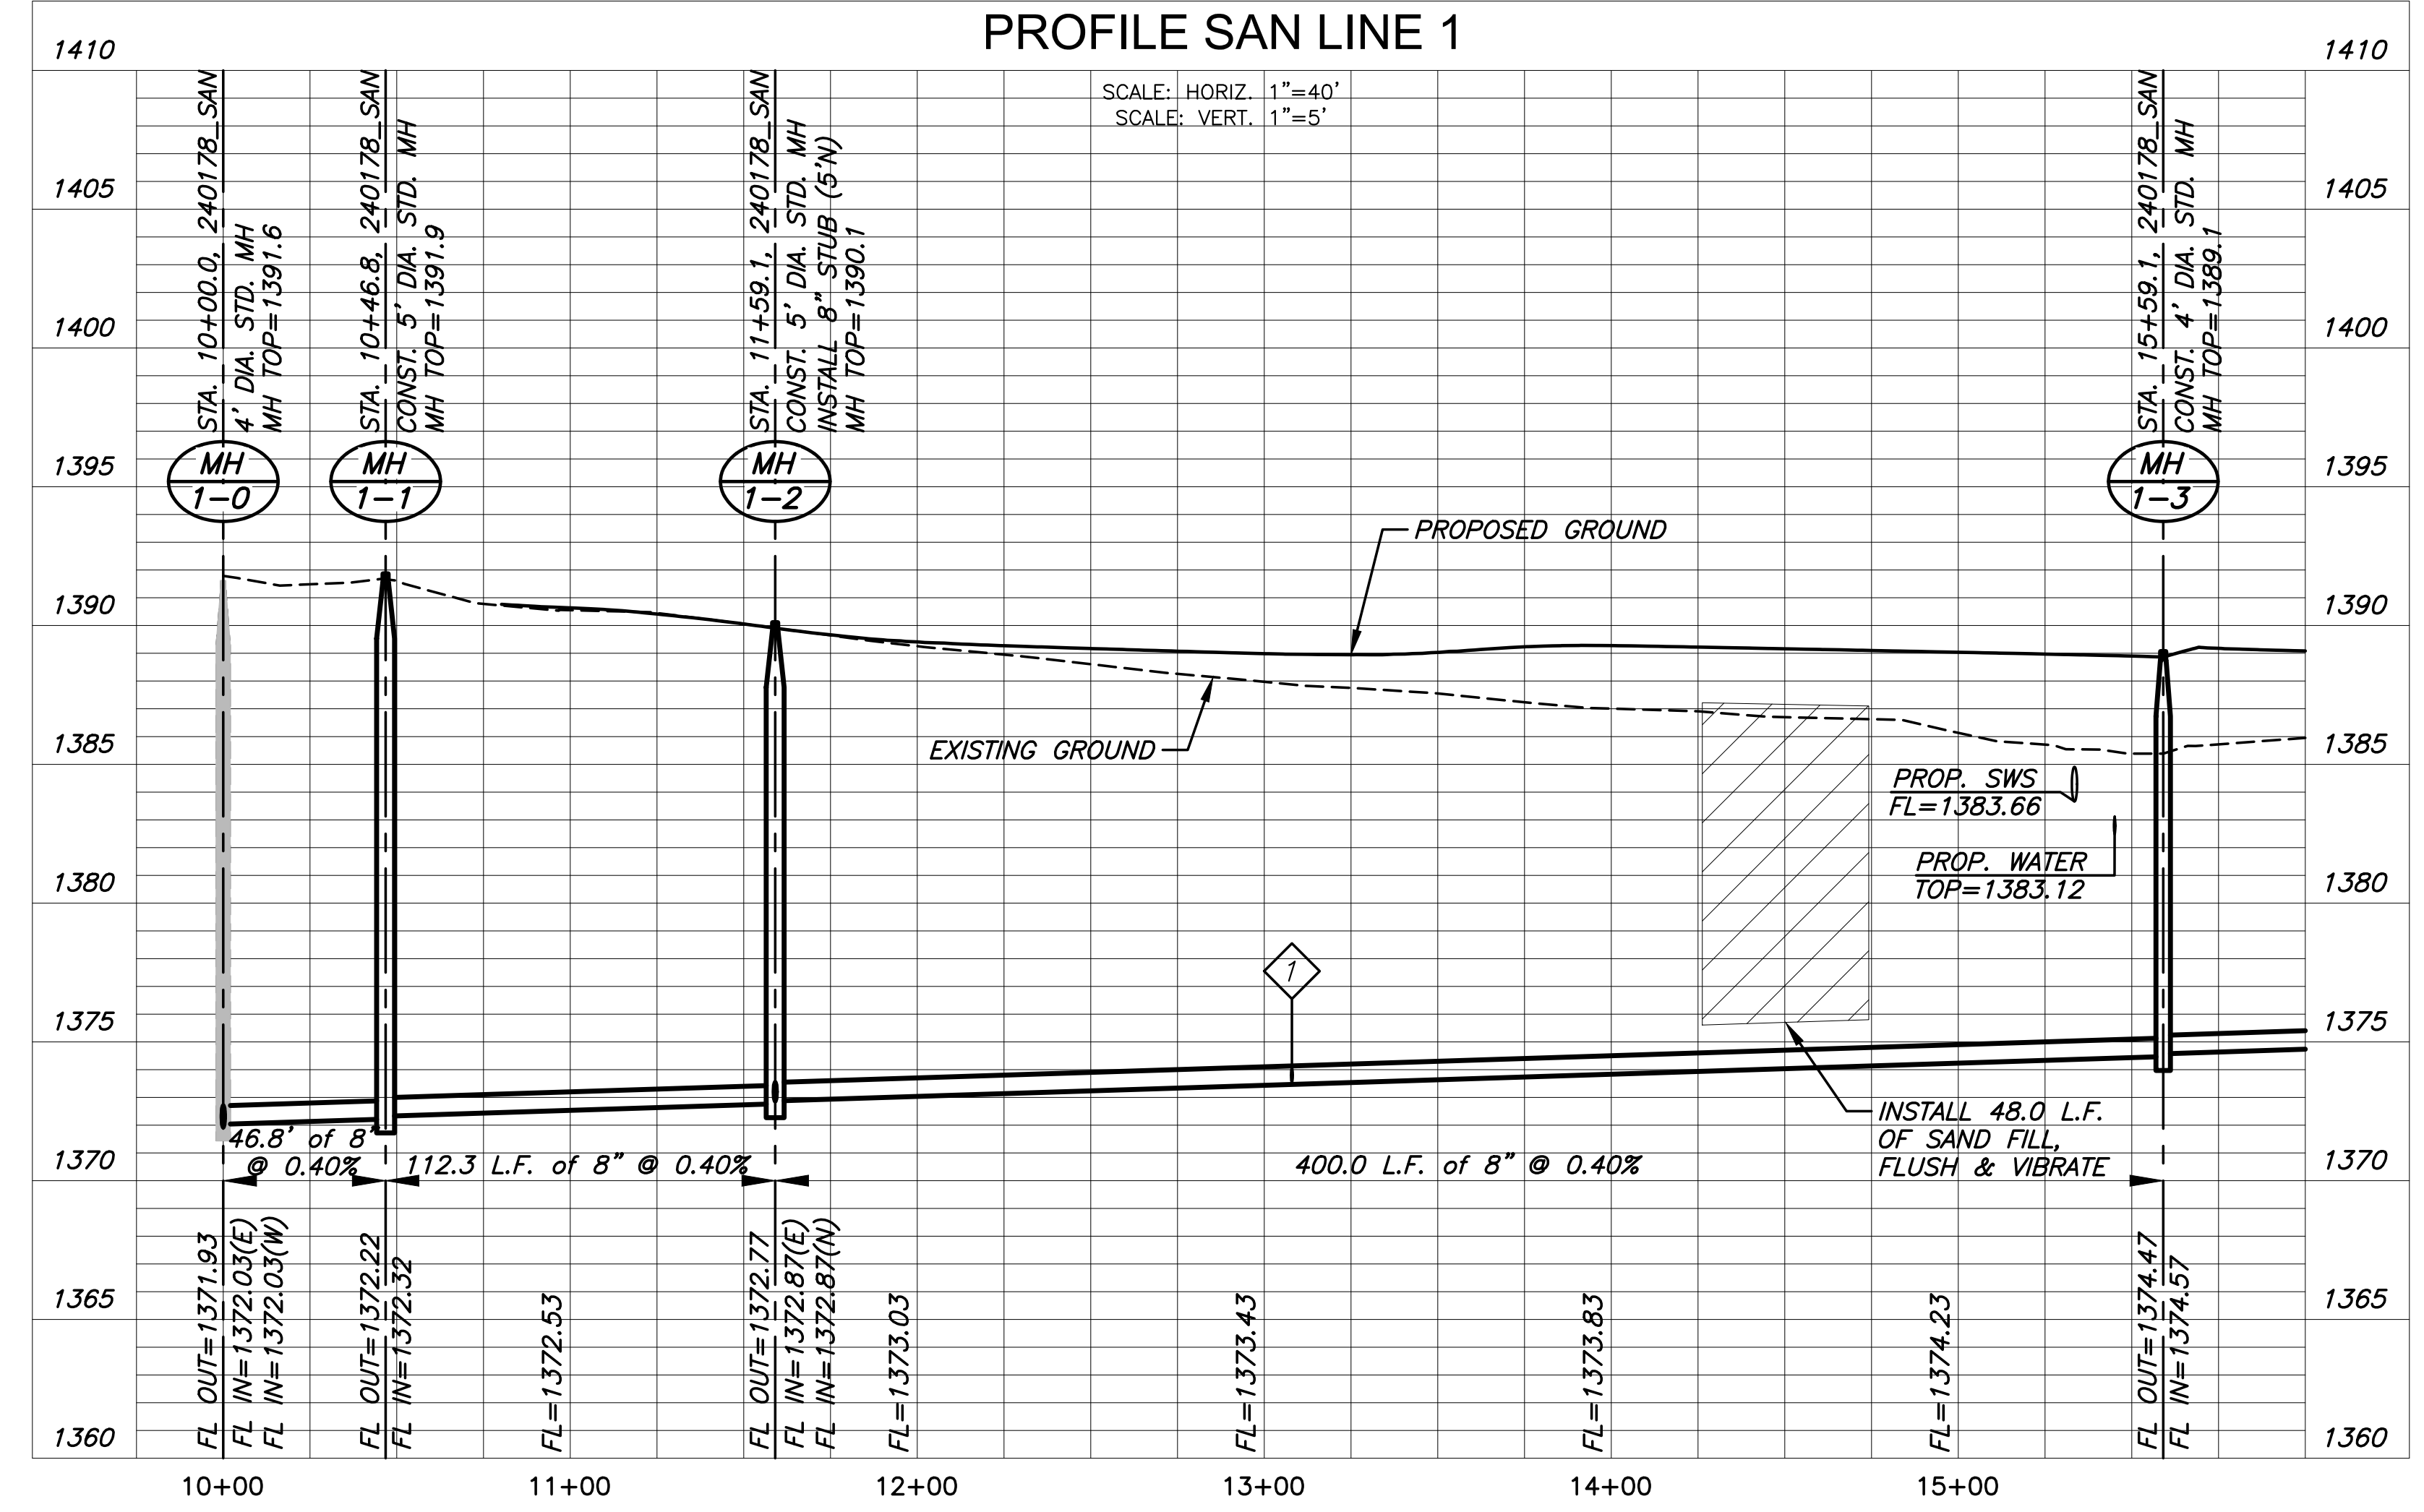 PROFILE SAN LINE 1
SCALE: HORIZ. 1"=40'
SCALE: VERT. 1"=5'
1410
1405
1400
1395
1390
1385
1380
1375
1370
1365
1360
1410
1405
1400
1395
1390
1385
1380
1375
1370
1365
1360
STA. 10+00.0, 240178_SAN
4' DIA. STD. MH
MH TOP=1391.6
MH
1-0
STA. 10+46.8, 240178_SAN
CONST. 5' DIA. STD. MH
MH TOP=1391.9
MH
1-1
STA. 11+59.1, 240178_SAN
CONST. 5' DIA. STD. MH
INSTALL 8" STUB (5'N)
MH TOP=1390.1
MH
1-2
STA. 15+59.1, 240178_SAN
CONST. 4' DIA. STD. MH
MH TOP=1389.1
MH
1-3
PROPOSED GROUND
EXISTING GROUND
PROP. SWS
FL=1383.66
PROP. WATER
TOP=1383.12
1
INSTALL 48.0 L.F.
OF SAND FILL,
FLUSH & VIBRATE
46.8' of 8"
@ 0.40%
112.3 L.F. of 8" @ 0.40%
400.0 L.F. of 8" @ 0.40%
FL OUT=1371.93
FL IN=1372.03(E)
FL IN=1372.03(W)
FL OUT=1372.22
FL IN=1372.32
FL=1372.53
FL OUT=1372.77
FL IN=1372.87(E)
FL IN=1372.87(N)
FL=1373.03
FL=1373.43
FL=1373.83
FL=1374.23
FL OUT=1374.47
FL IN=1374.57
10+00
11+00
12+00
13+00
14+00
15+00